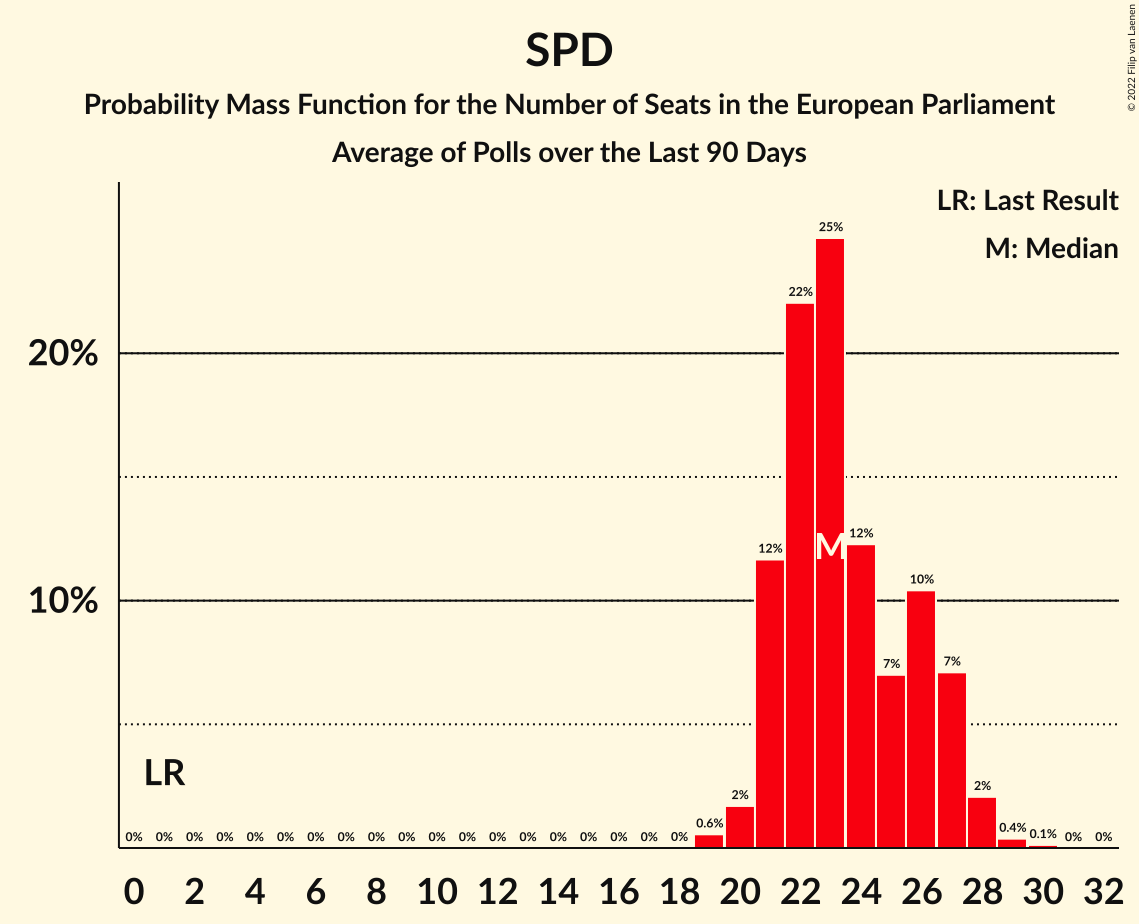 SPD
Probability Mass Function for the Number of Seats in the European Parliament
Average of Polls over the Last 90 Days
© 2022 Filip van Laenen
LR: Last Result
M: Median
20%
10%
25%
22%
12%
M
12%
10%
7%
7%
LR
2%
2%
0.6%
0.4%
0.1%
0% 0% 0% 0% 0% 0% 0% 0% 0% 0% 0% 0% 0% 0% 0% 0% 0% 0% 0% 0% 0%
0 2 4 6 8 10 12 14 16 18 20 22 24 26 28 30 32